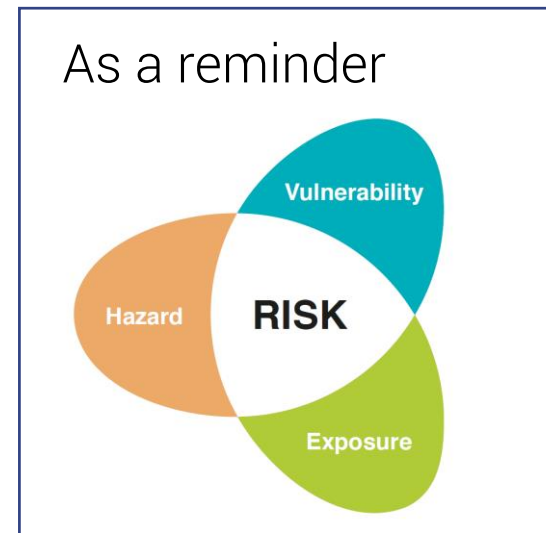 As a reminder
Vulnerability
Hazard
RISK
Exposure